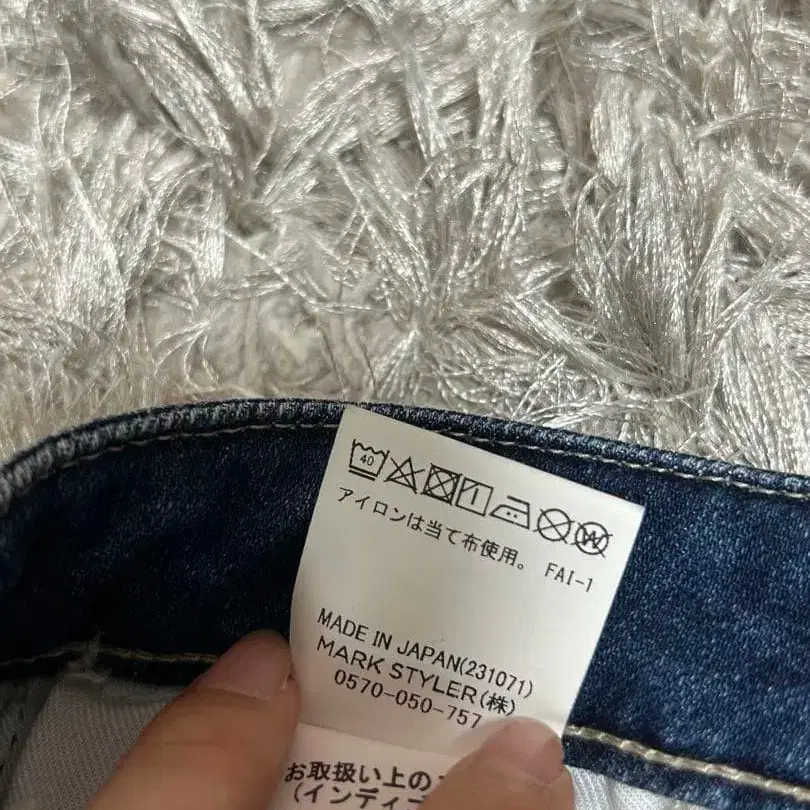 40
アイロンは当て布使用。 FAI-1
MADE IN JAPAN(231071)
MARK STYLER(株)
0570-050-757
お取扱い上の
(インディ